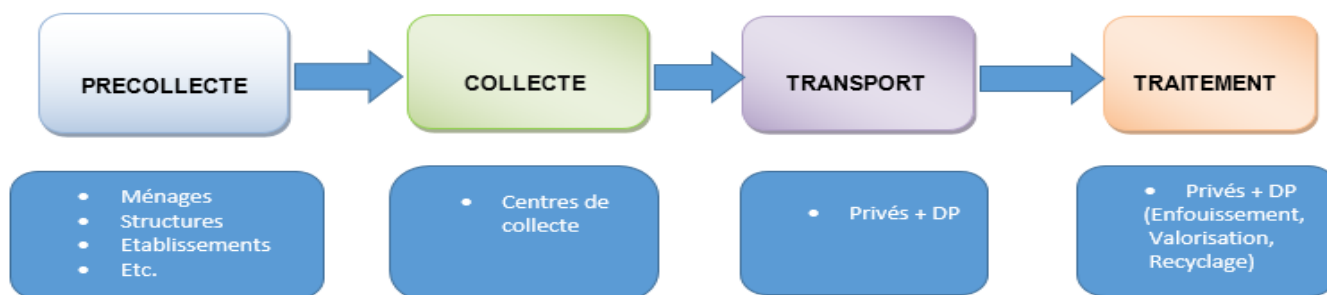 PRECOLLECTE
COLLECTE
TRANSPORT
TRAITEMENT
• Ménages
• Structures
• Etablissements
• Etc.
• Centres de
collecte
• Privés + DP
• Privés + DP
(Enfouissement,
Valorisation,
Recyclage)